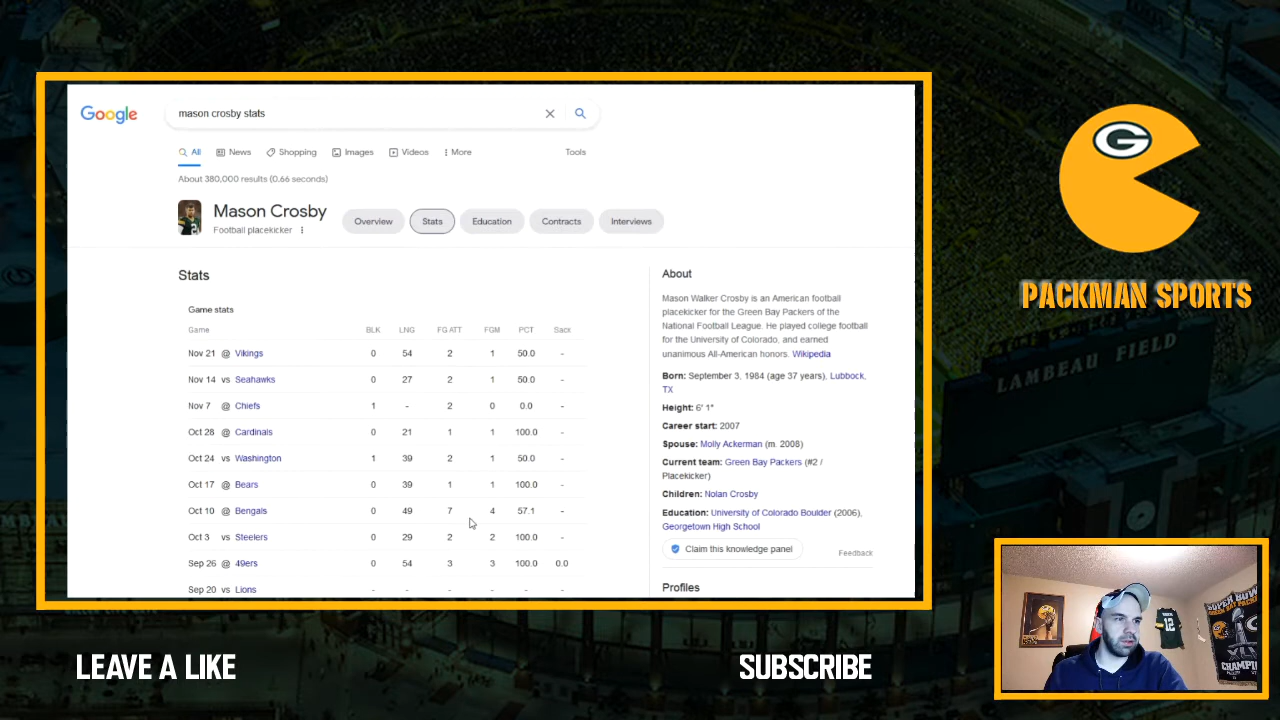 Google
mason crosby stats
All News Shopping Images Videos More Tools
About 380,000 results (0.66 seconds)
Mason Crosby
Football placekicker
Overview Stats Education Contracts Interviews
Stats
Game stats
Game BLK LNG FG ATT FGM PCT Sack
Nov 21 @ Vikings 0 54 2 1 50.0 -
Nov 14 vs Seahawks 0 27 2 1 50.0 -
Nov 7 @ Chiefs 1 - 2 0 0.0 -
Oct 28 @ Cardinals 0 21 1 1 100.0 -
Oct 24 vs Washington 1 39 2 1 50.0 -
Oct 17 @ Bears 0 39 1 1 100.0 -
Oct 10 @ Bengals 0 49 7 4 57.1 -
Oct 3 vs Steelers 0 29 2 2 100.0 -
Sep 26 @ 49ers 0 54 3 3 100.0 0.0
Sep 20 vs Lions - - - - - -
About
Mason Walker Crosby is an American football
placekicker for the Green Bay Packers of the
National Football League. He played college football
for the University of Colorado, and earned
unanimous All-American honors. Wikipedia
Born: September 3, 1984 (age 37 years), Lubbock,
TX
Height: 6' 1"
Career start: 2007
Spouse: Molly Ackerman (m. 2008)
Current team: Green Bay Packers (#2 /
Placekicker)
Children: Nolan Crosby
Education: University of Colorado Boulder (2006),
Georgetown High School
Claim this knowledge panel
Feedback
Profiles
G
PACKMAN SPORTS
LAMBEAU FIELD
12
SUPER BOWL
GREEN BAY PACKERS
XLV
CHAMPI
LEAVE A LIKE
SUBSCRIBE